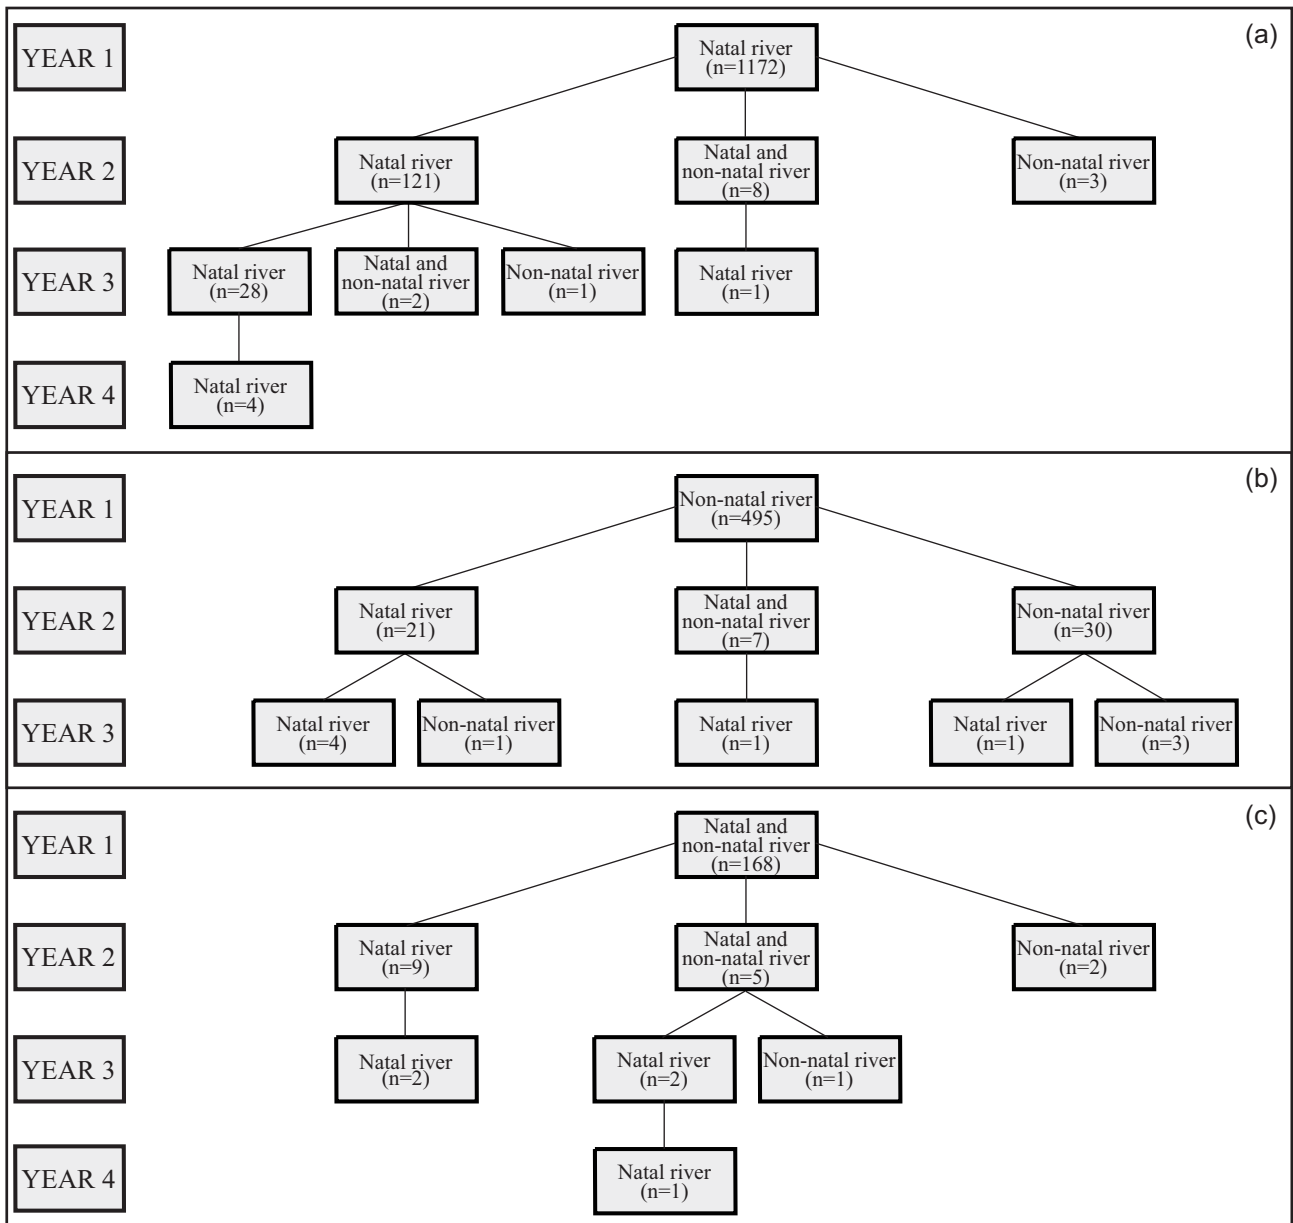 (a)
YEAR 1
Natal river
(n=1172)
YEAR 2
Natal river
(n=121)
Natal and
non-natal river
(n=8)
Non-natal river
(n=3)
YEAR 3
Natal river
(n=28)
Natal and
non-natal river
(n=2)
Non-natal river
(n=1)
Natal river
(n=1)
YEAR 4
Natal river
(n=4)
(b)
YEAR 1
Non-natal river
(n=495)
YEAR 2
Natal river
(n=21)
Natal and
non-natal river
(n=7)
Non-natal river
(n=30)
YEAR 3
Natal river
(n=4)
Non-natal river
(n=1)
Natal river
(n=1)
Natal river
(n=1)
Non-natal river
(n=3)
(c)
YEAR 1
Natal and
non-natal river
(n=168)
YEAR 2
Natal river
(n=9)
Natal and
non-natal river
(n=5)
Non-natal river
(n=2)
YEAR 3
Natal river
(n=2)
Natal river
(n=2)
Non-natal river
(n=1)
YEAR 4
Natal river
(n=1)